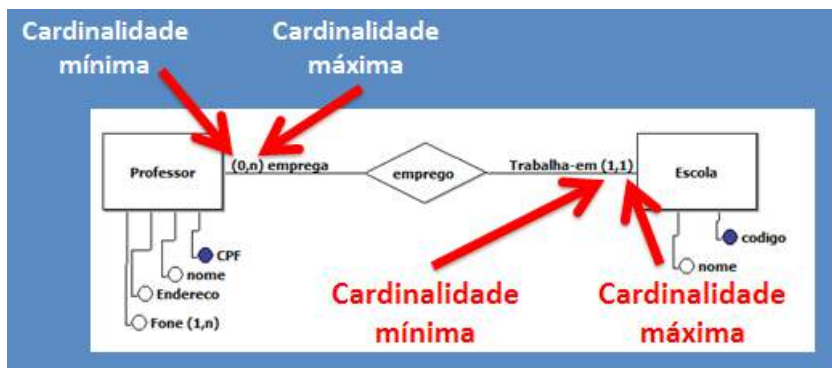 Cardinalidade
mínima
Cardinalidade
máxima
Professor
(0,n) emprega
emprego
Trabalha-em (1,1)
Escola
CPF
nome
Endereco
Fone (1,n)
codigo
nome
Cardinalidade
mínima
Cardinalidade
máxima